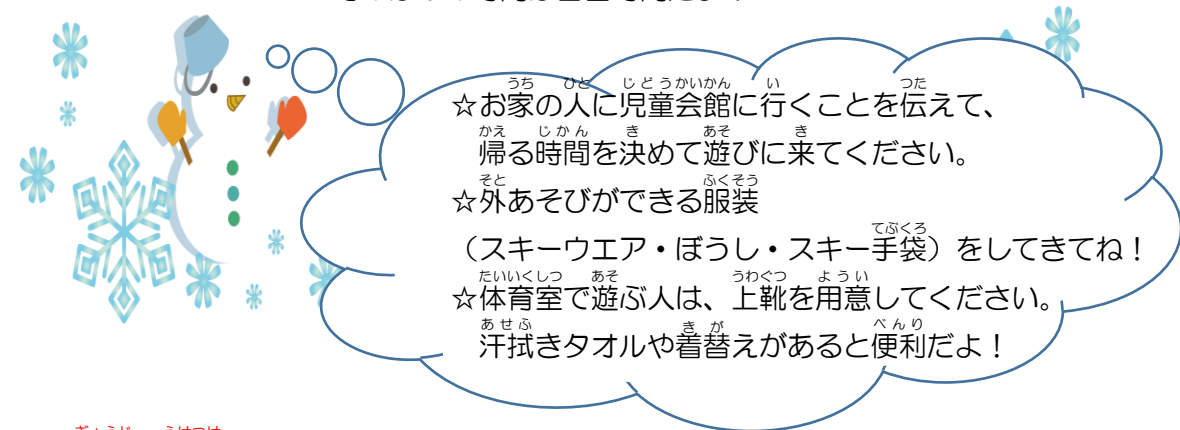 ☆お家の人に児童会館に行くことを伝えて、
帰る時間を決めて遊びに来てください。
☆外あそびができる服装
（スキーウエア・ぼうし・スキー手袋）をしてきてね！
☆体育室で遊ぶ人は、上靴を用意してください。
汗拭きタオルや着替えがあると便利だよ！